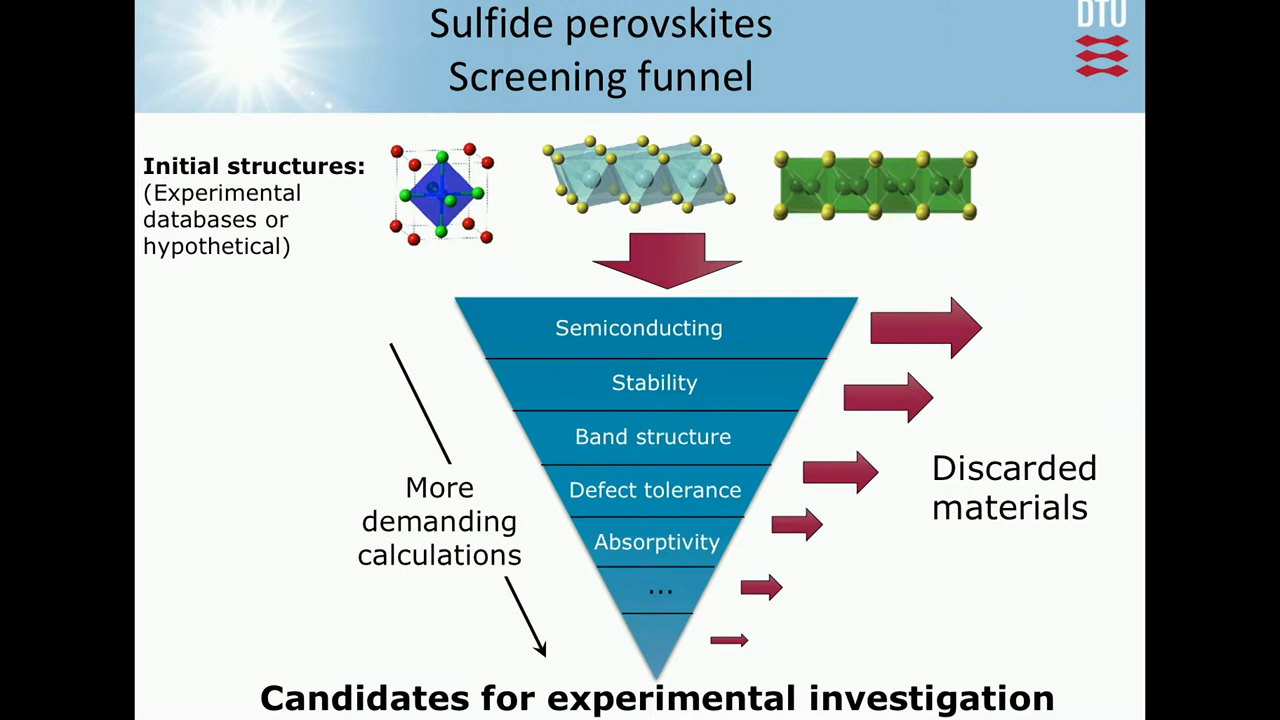 Sulfide perovskites
Screening funnel
DTU
Initial structures:
(Experimental
databases or
hypothetical)
Semiconducting
Stability
Band structure
Defect tolerance
Absorptivity
...
More
demanding
calculations
Discarded
materials
Candidates for experimental investigation